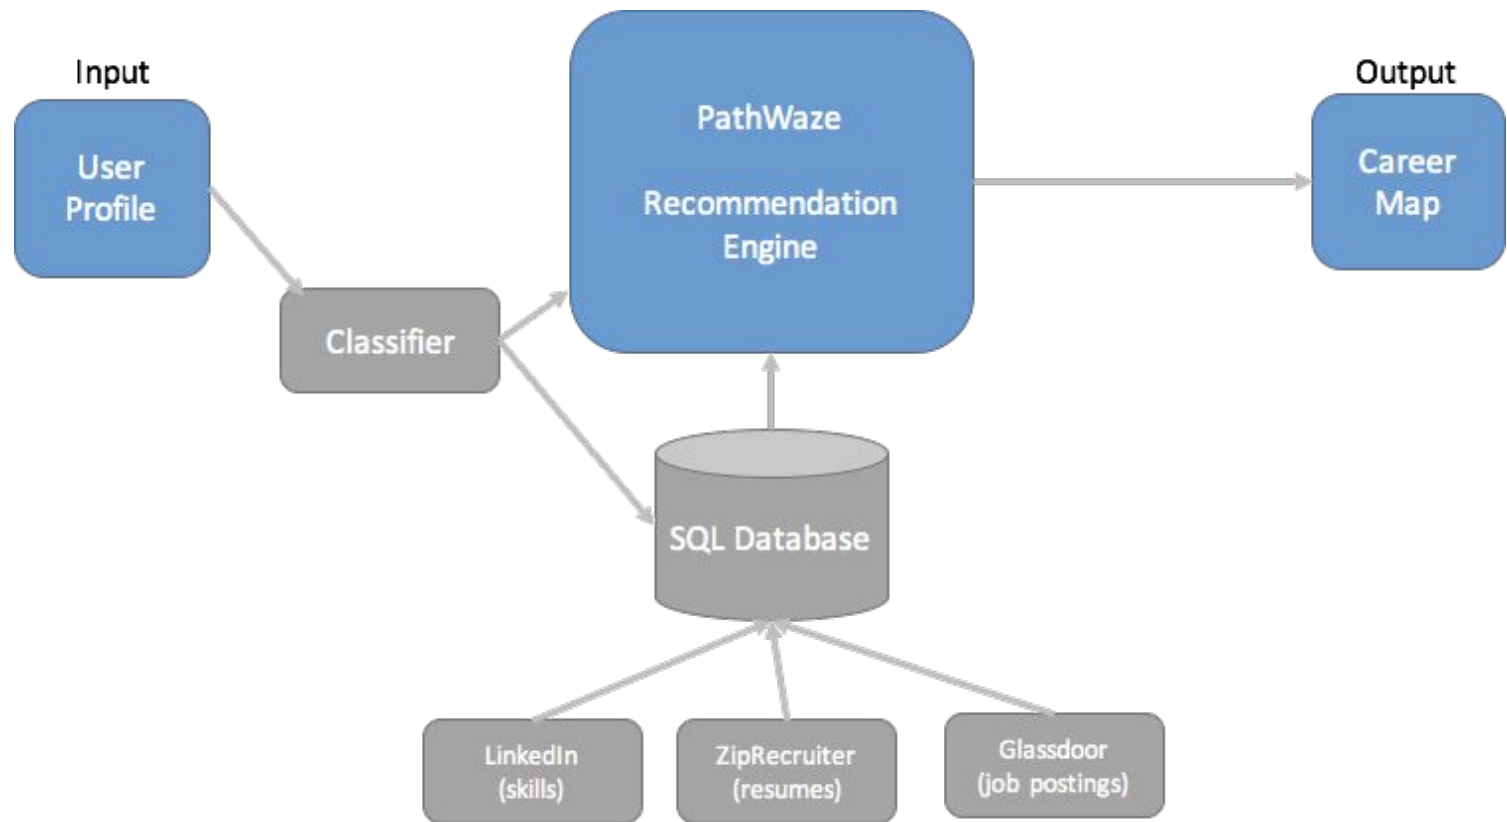 Input
Output
User
Profile
PathWaze
Recommendation
Engine
Career
Map
Classifier
SQL Database
LinkedIn
(skills)
ZipRecruiter
(resumes)
Glassdoor
(job postings)